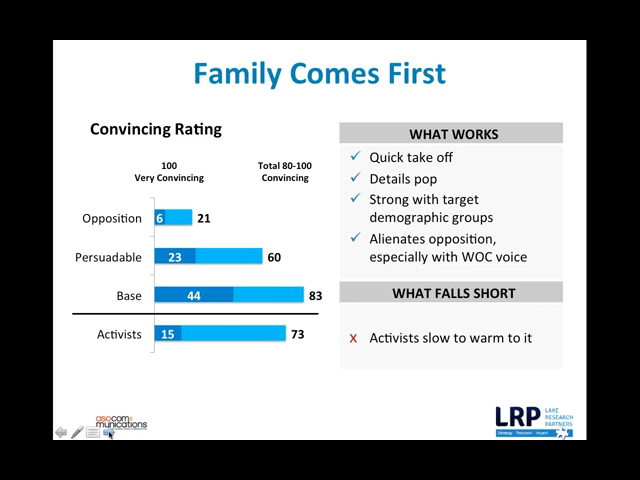 Family Comes First
Convincing Rating
100
Very Convincing
Total 80-100
Convincing
Opposition 6 21
Persuadable 23 60
Base 44 83
Activists 15 73
WHAT WORKS
✓ Quick take off
✓ Details pop
✓ Strong with target
demographic groups
✓ Alienates opposition,
especially with WOC voice
WHAT FALLS SHORT
x Activists slow to warm to it
asocom
munications
LRP LAKE
RESEARCH
PARTNERS